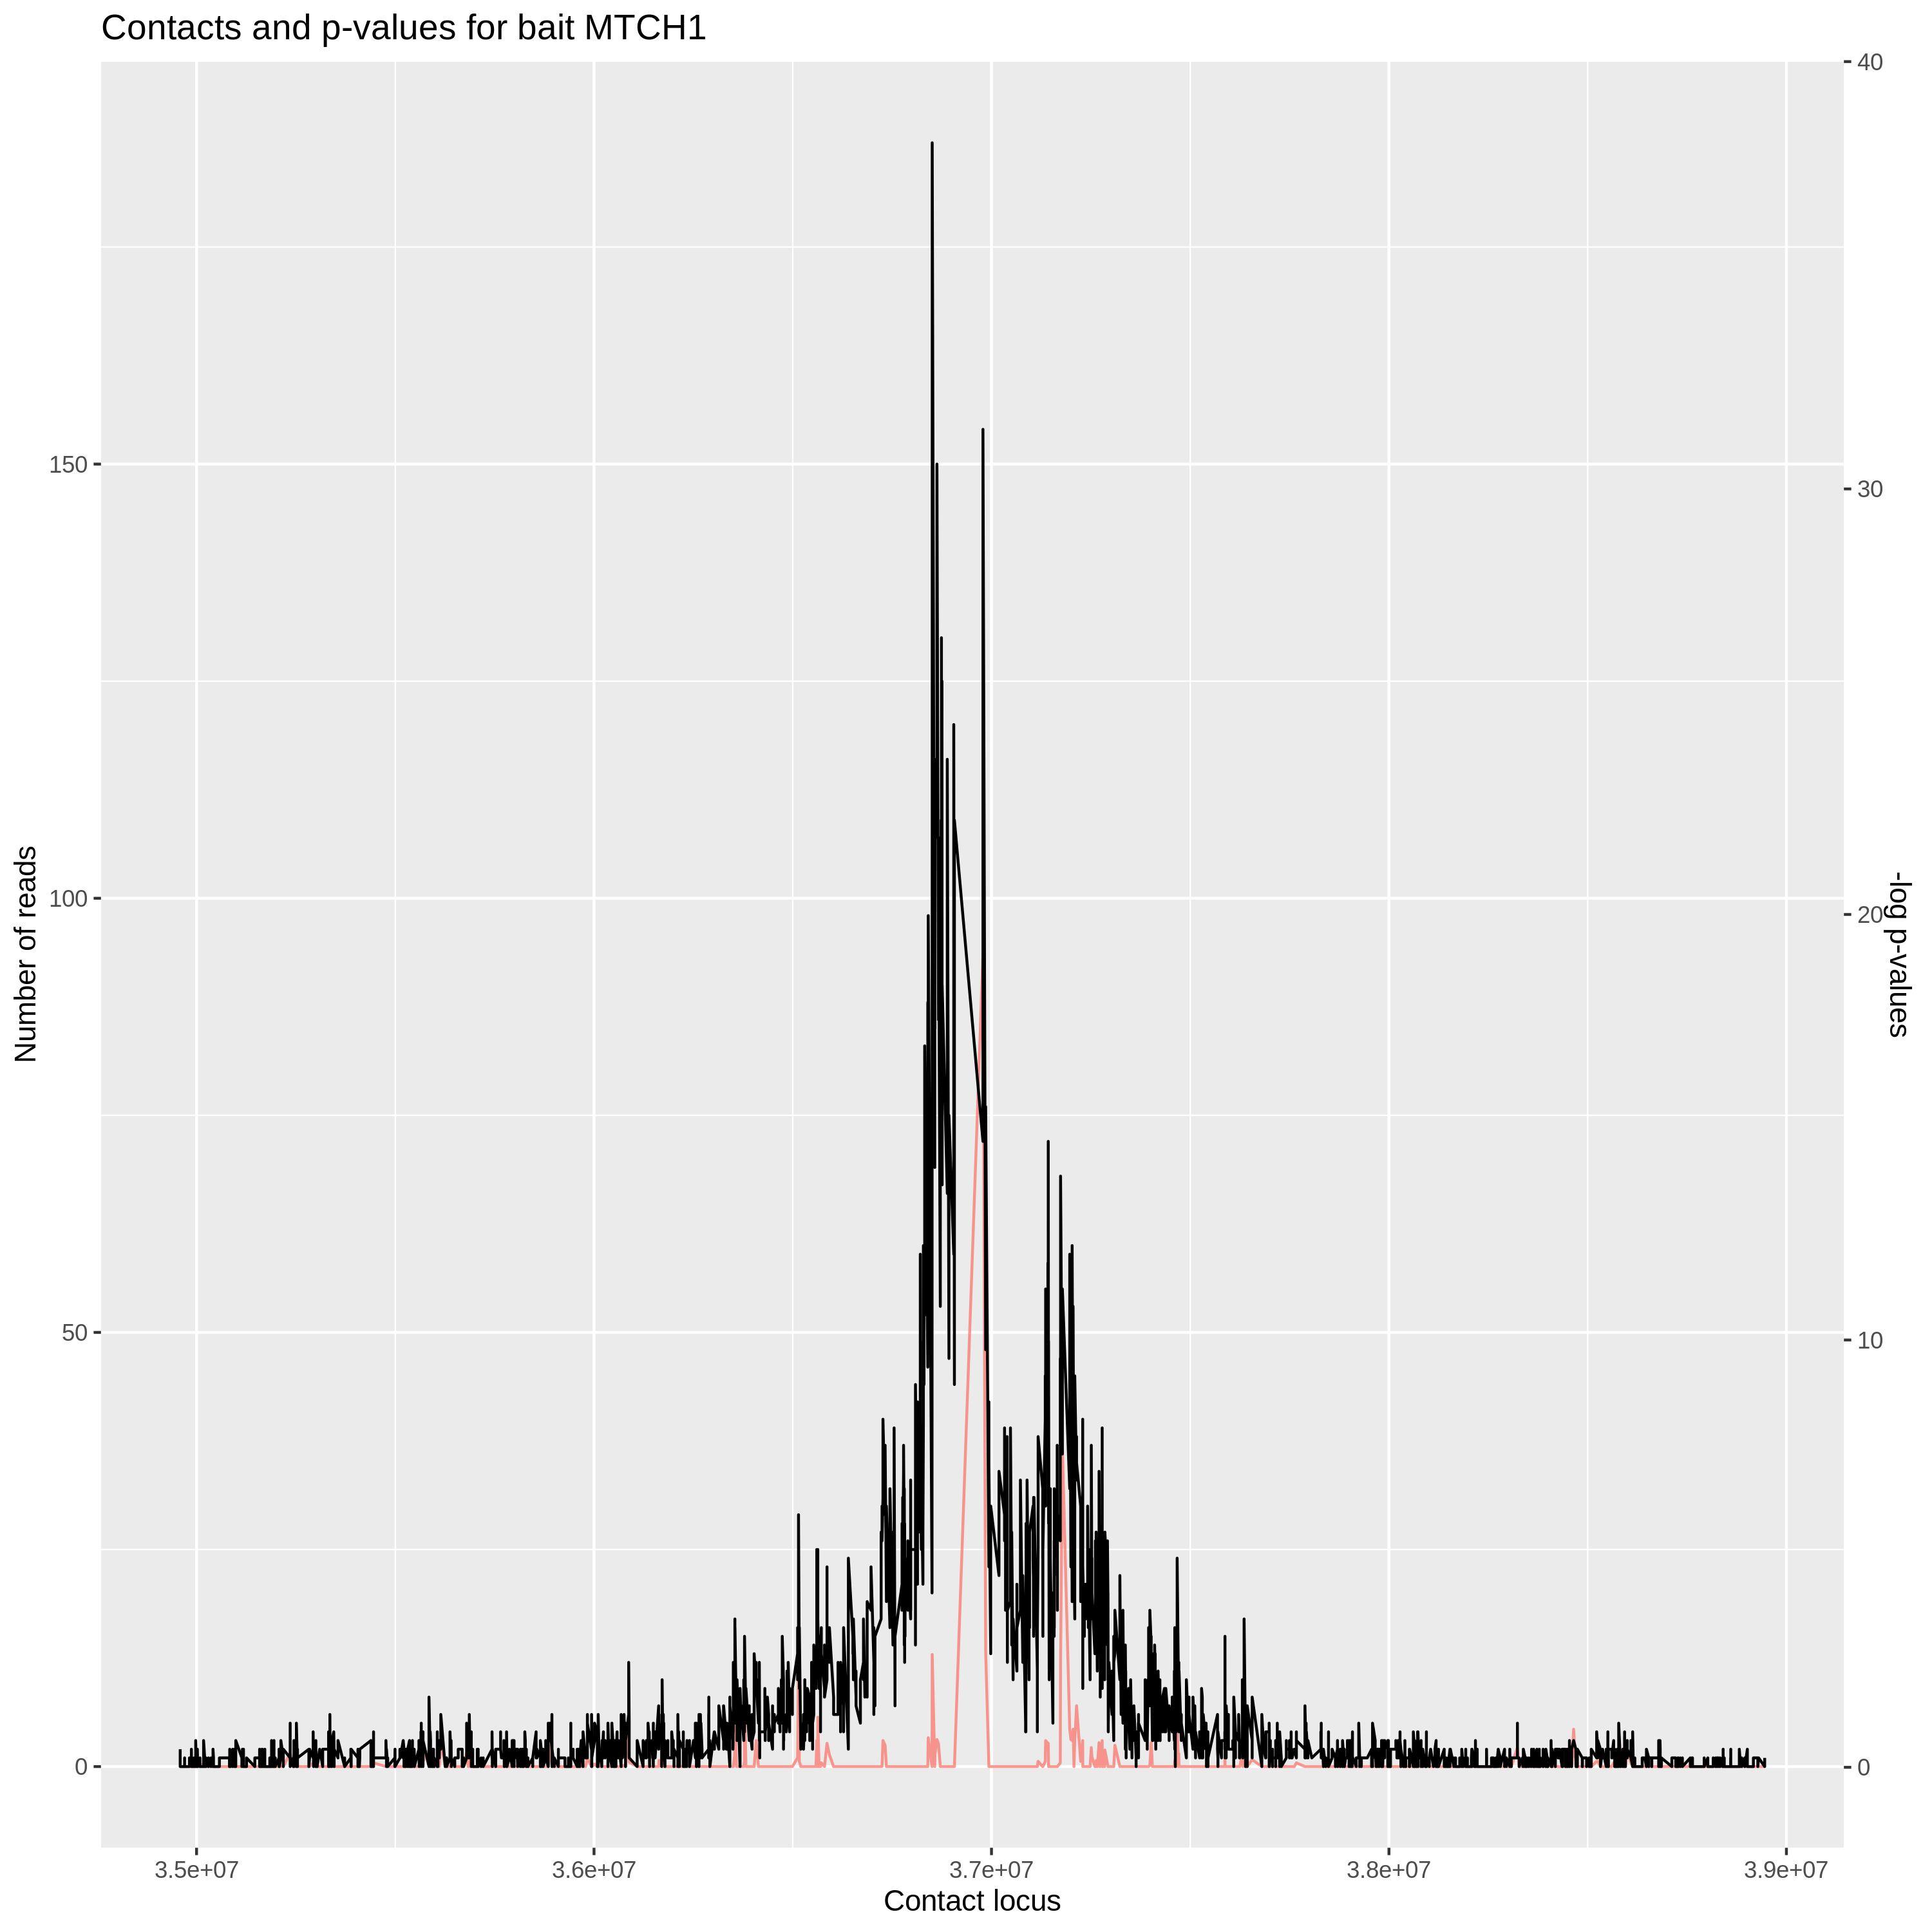 Contacts and p-values for bait MTCH1
40
150
30
100
20
50
10
0
0
Number of reads
-log p-values
3.5e+07
3.6e+07
3.7e+07
3.8e+07
3.9e+07
Contact locus